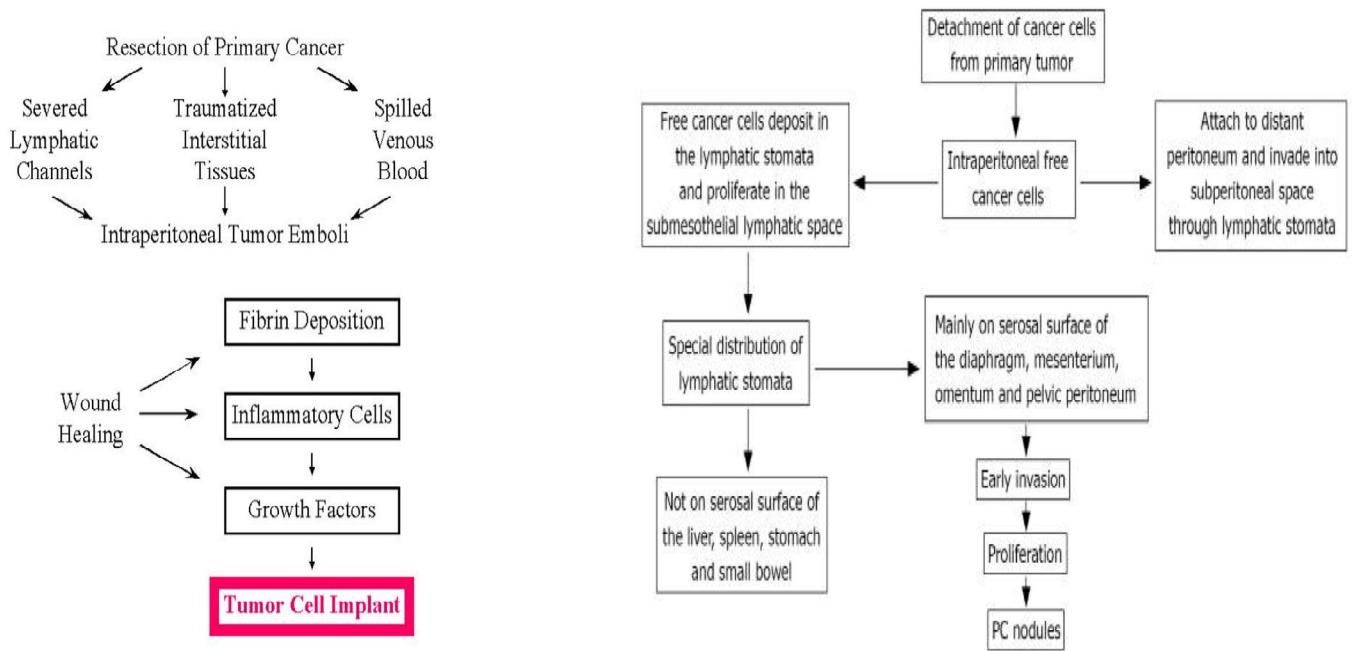 Resection of Primary Cancer
Severed
Lymphatic
Channels
Traumatized
Interstitial
Tissues
Spilled
Venous
Blood
Intraperitoneal Tumor Emboli
Fibrin Deposition
Wound
Healing
Inflammatory Cells
Growth Factors
Tumor Cell Implant
Detachment of cancer cells
from primary tumor
Free cancer cells deposit in
the lymphatic stomata
and proliferate in the
submesothelial lymphatic space
Intraperitoneal free
cancer cells
Attach to distant
peritoneum and invade into
subperitoneal space
through lymphatic stomata
Special distribution of
lymphatic stomata
Mainly on serosal surface of
the diaphragm, mesenterium,
omentum and pelvic peritoneum
Not on serosal surface of
the liver, spleen, stomach
and small bowel
Early invasion
Proliferation
PC nodules